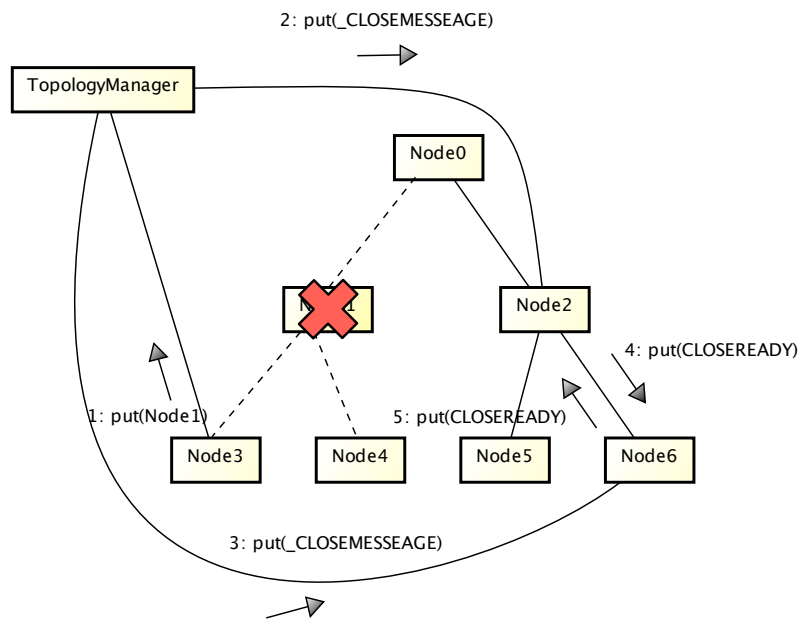 2: put(_CLOSEMESSEAGE)
TopologyManager
Node0
Node2
4: put(CLOSEREADY)
1: put(Node1)
5: put(CLOSEREADY)
Node3
Node4
Node5
Node6
3: put(_CLOSEMESSEAGE)